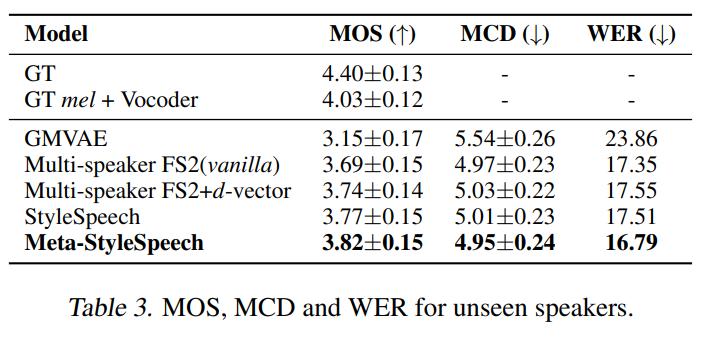 Model MOS (↑) MCD (↓) WER (↓)
GT 4.40±0.13 - -
GT mel + Vocoder 4.03±0.12 - -
GMVAE 3.15±0.17 5.54±0.26 23.86
Multi-speaker FS2(vanilla) 3.69±0.15 4.97±0.23 17.35
Multi-speaker FS2+d-vector 3.74±0.14 5.03±0.22 17.55
StyleSpeech 3.77±0.15 5.01±0.23 17.51
Meta-StyleSpeech 3.82±0.15 4.95±0.24 16.79
Table 3. MOS, MCD and WER for unseen speakers.